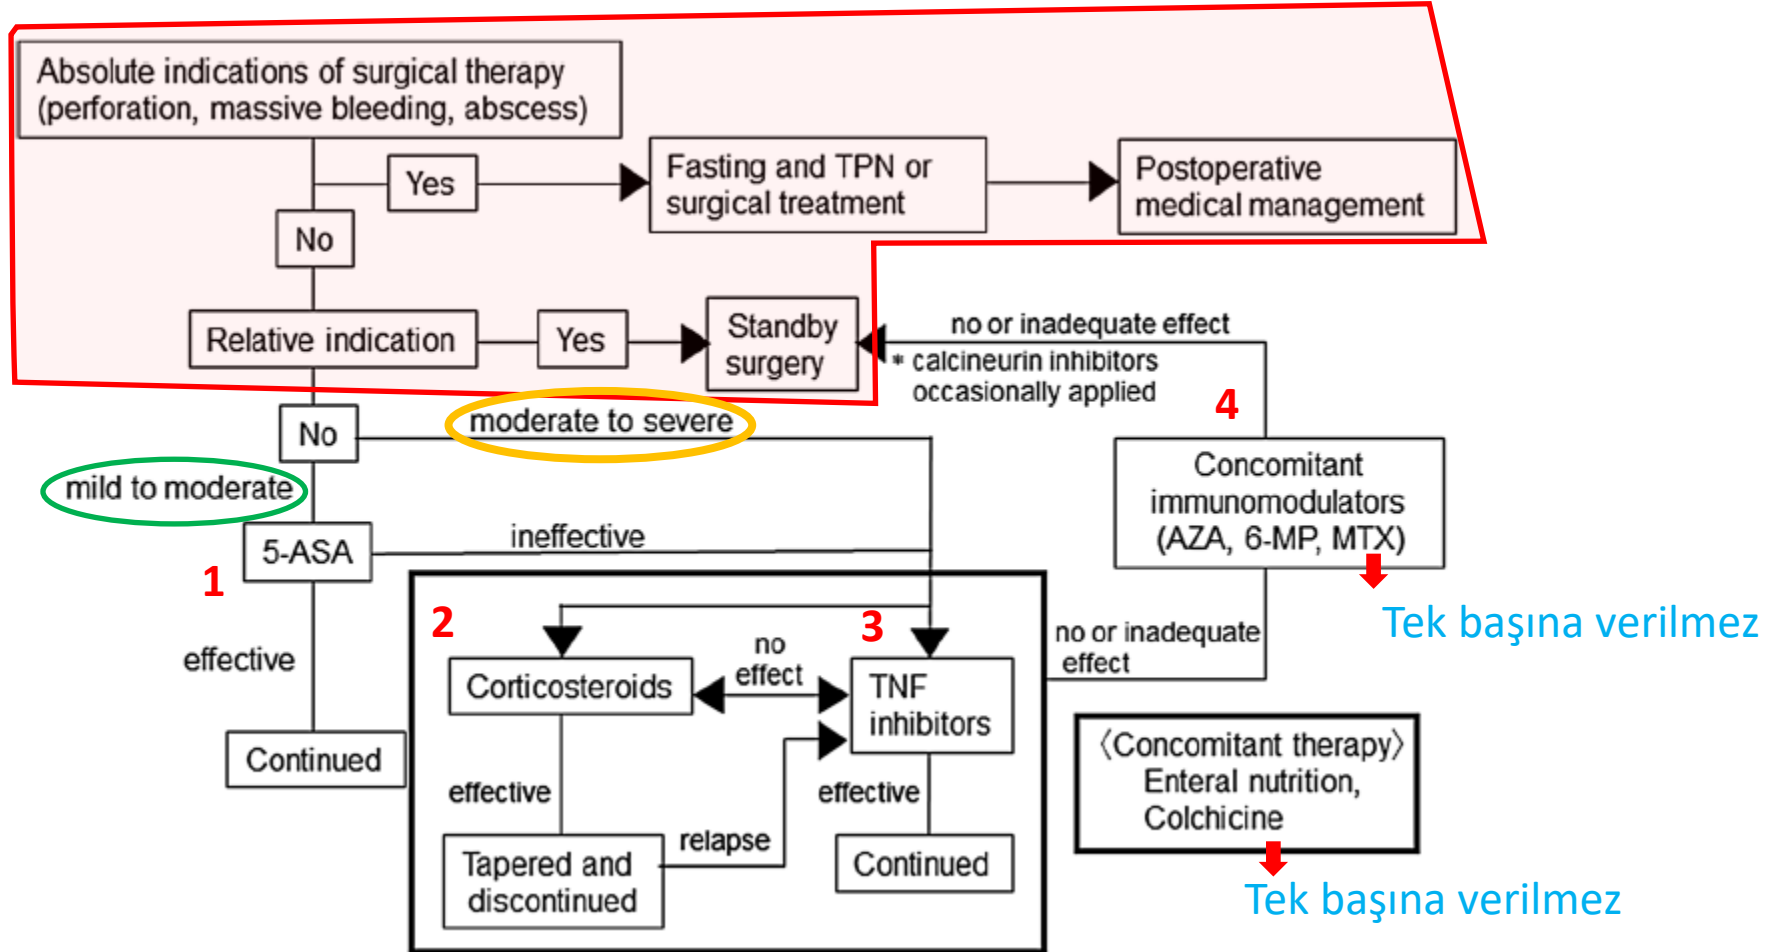 Absolute indications of surgical therapy
(perforation, massive bleeding, abscess)
Yes
Fasting and TPN or
surgical treatment
Postoperative
medical management
No
Relative indication
Yes
Standby
surgery
no or inadequate effect
* calcineurin inhibitors
occasionally applied
4
No
moderate to severe
mild to moderate
Concomitant
immunomodulators
(AZA, 6-MP, MTX)
Tek başına verilmez
5-ASA
ineffective
1
effective
Continued
2
3
no
effect
Corticosteroids
TNF
inhibitors
no or inadequate
effect
effective
relapse
effective
Tapered and
discontinued
Continued
〈Concomitant therapy〉
Enteral nutrition,
Colchicine
Tek başına verilmez